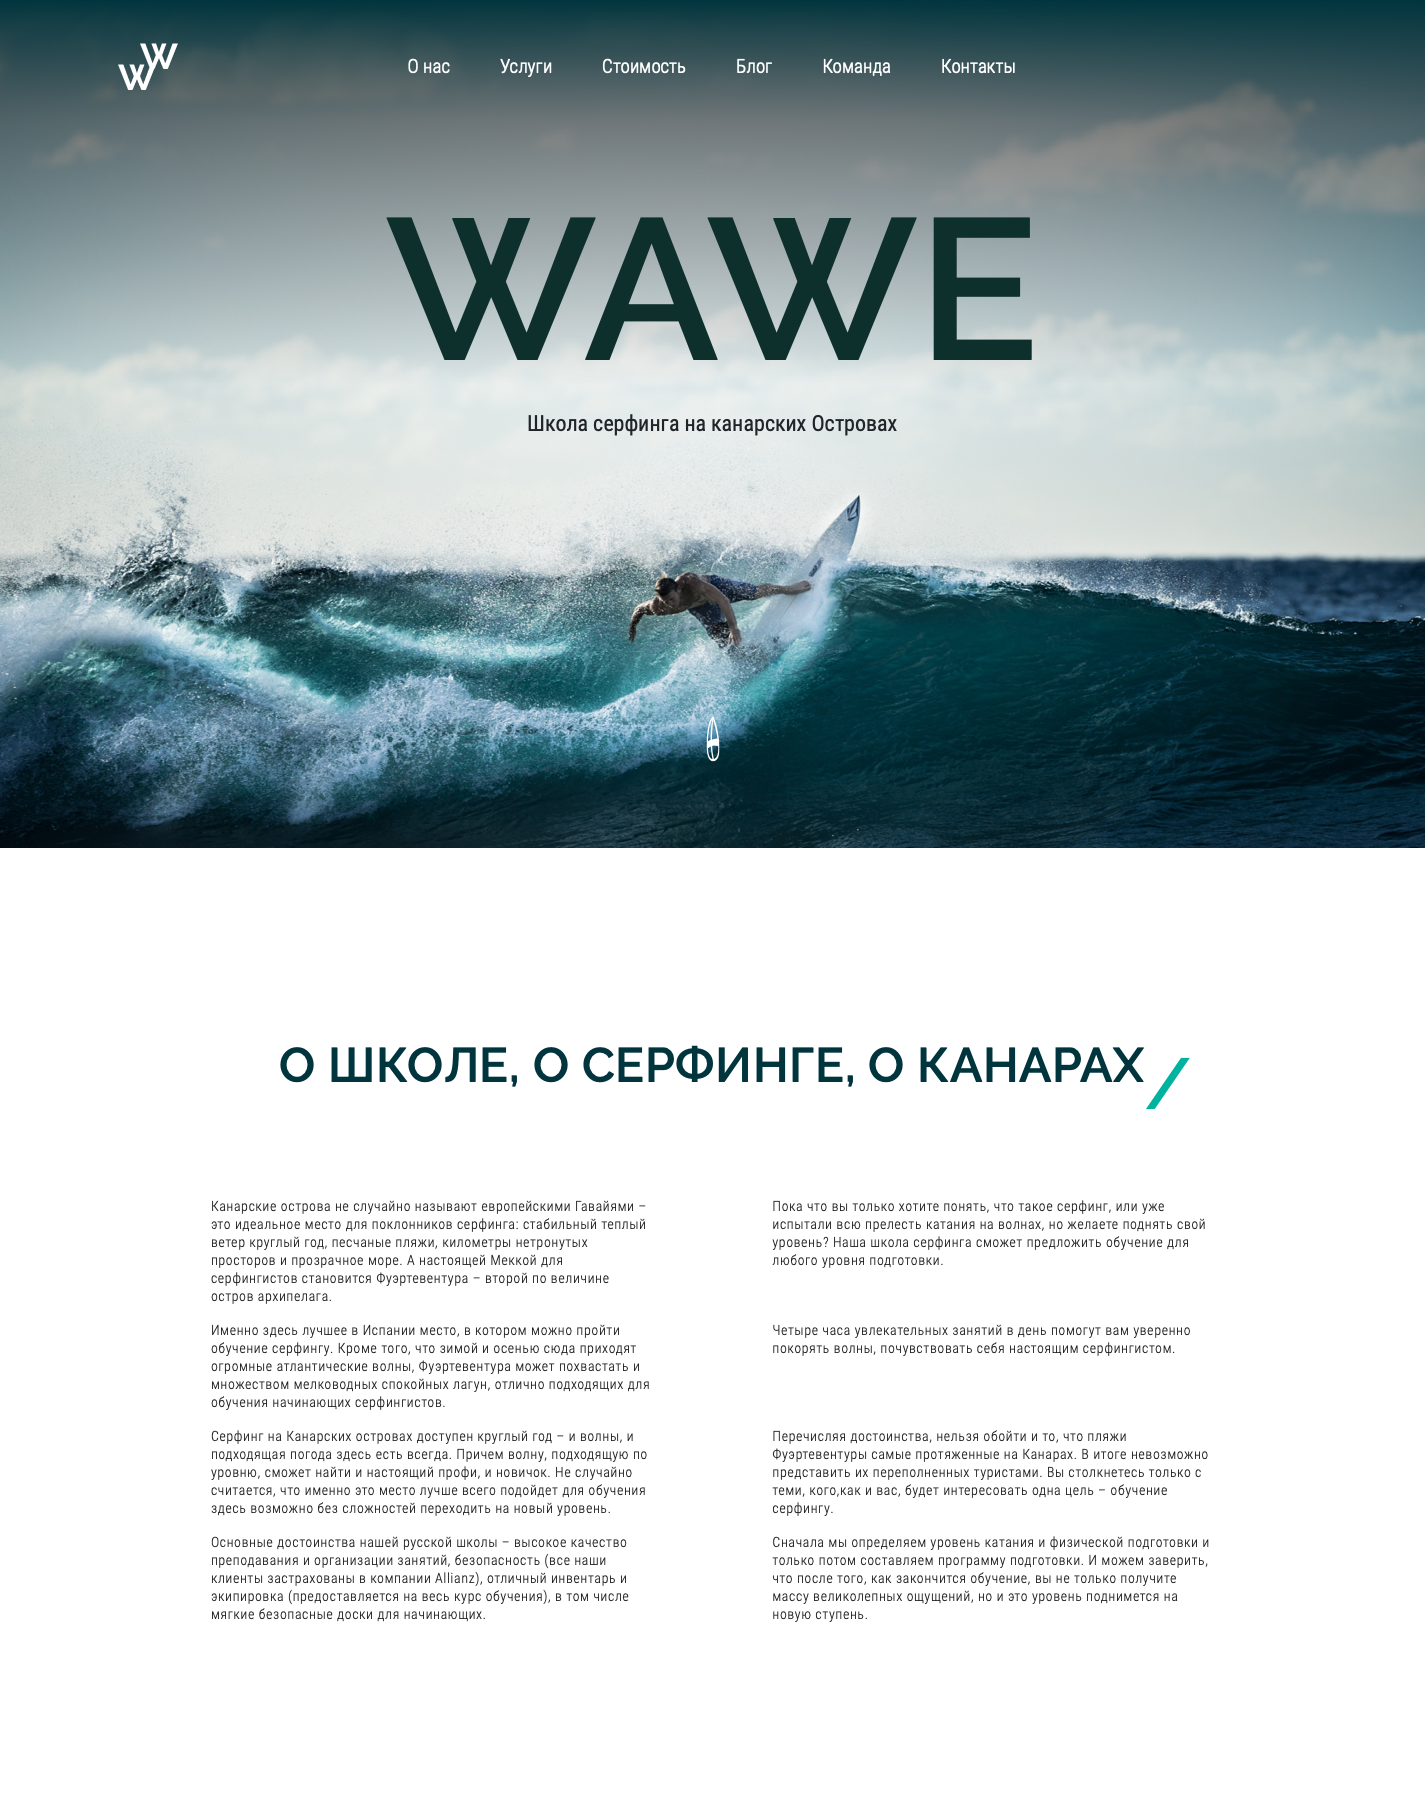 WW
О нас Услуги Стоимость Блог Команда Контакты
WAWE
Школа серфинга на канарских Островах
О ШКОЛЕ, О СЕРФИНГЕ, О КАНАРАХ
Канарские острова не случайно называют европейскими Гавайями –
это идеальное место для поклонников серфинга: стабильный теплый
ветер круглый год, песчаные пляжи, километры нетронутых
просторов и прозрачное море. А настоящей Меккой для
серфингистов становится Фуэртевентура – второй по величине
остров архипелага.
Пока что вы только хотите понять, что такое серфинг, или уже
испытали всю прелесть катания на волнах, но желаете поднять свой
уровень? Наша школа серфинга сможет предложить обучение для
любого уровня подготовки.
Именно здесь лучшее в Испании место, в котором можно пройти
обучение серфингу. Кроме того, что зимой и осенью сюда приходят
огромные атлантические волны, Фуэртевентура может похвастать и
множеством мелководных спокойных лагун, отлично подходящих для
обучения начинающих серфингистов.
Четыре часа увлекательных занятий в день помогут вам уверенно
покорять волны, почувствовать себя настоящим серфингистом.
Серфинг на Канарских островах доступен круглый год – и волны, и
подходящая погода здесь есть всегда. Причем волну, подходящую по
уровню, сможет найти и настоящий профи, и новичок. Не случайно
считается, что именно это место лучше всего подойдет для обучения
здесь возможно без сложностей переходить на новый уровень.
Перечисляя достоинства, нельзя обойти и то, что пляжи
Фуэртевентуры самые протяженные на Канарах. В итоге невозможно
представить их переполненных туристами. Вы столкнетесь только с
теми, кого,как и вас, будет интересовать одна цель – обучение
серфингу.
Основные достоинства нашей русской школы – высокое качество
преподавания и организации занятий, безопасность (все наши
клиенты застрахованы в компании Allianz), отличный инвентарь и
экипировка (предоставляется на весь курс обучения), в том числе
мягкие безопасные доски для начинающих.
Сначала мы определяем уровень катания и физической подготовки и
только потом составляем программу подготовки. И можем заверить,
что после того, как закончится обучение, вы не только получите
массу великолепных ощущений, но и это уровень поднимется на
новую ступень.